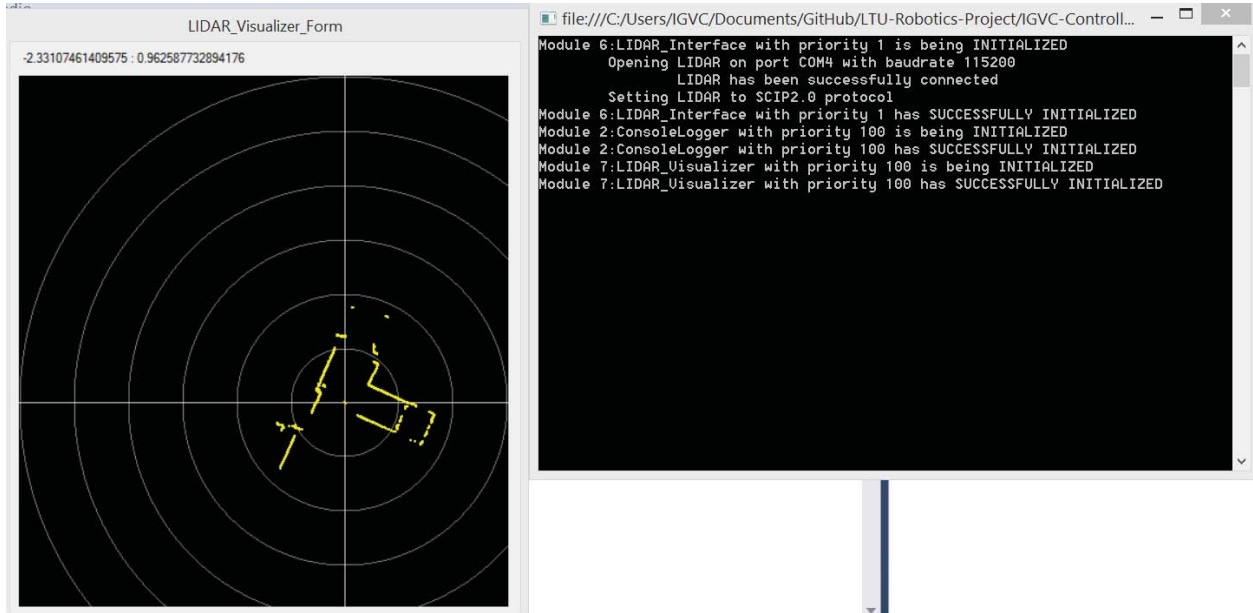 LIDAR_Visualizer_Form
-2.33107461409575 : 0.962587732894176
file:///C:/Users/IGVC/Documents/GitHub/LTU-Robotics-Project/IGVC-Controll...
Module 6:LIDAR_Interface with priority 1 is being INITIALIZED
Opening LIDAR on port COM4 with baudrate 115200
LIDAR has been successfully connected
Setting LIDAR to SCIP2.0 protocol
Module 6:LIDAR_Interface with priority 1 has SUCCESSFULLY INITIALIZED
Module 2:ConsoleLogger with priority 100 is being INITIALIZED
Module 2:ConsoleLogger with priority 100 has SUCCESSFULLY INITIALIZED
Module 7:LIDAR_Visualizer with priority 100 is being INITIALIZED
Module 7:LIDAR_Visualizer with priority 100 has SUCCESSFULLY INITIALIZED